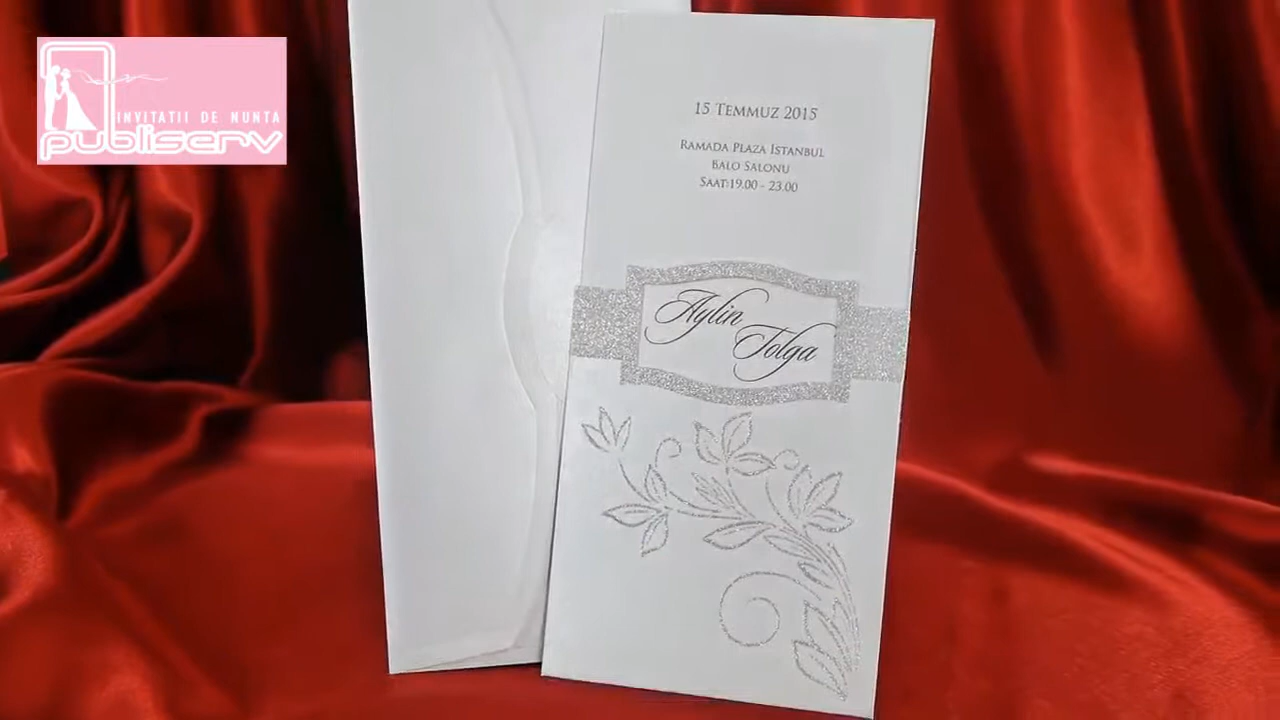 INVITATII DE NUNTA
publiserv
15 TEMMUZ 2015
RAMADA PLAZA ISTANBUL
BALO SALONU
SAAT:19.00 - 23.00
Aylin
Tolga